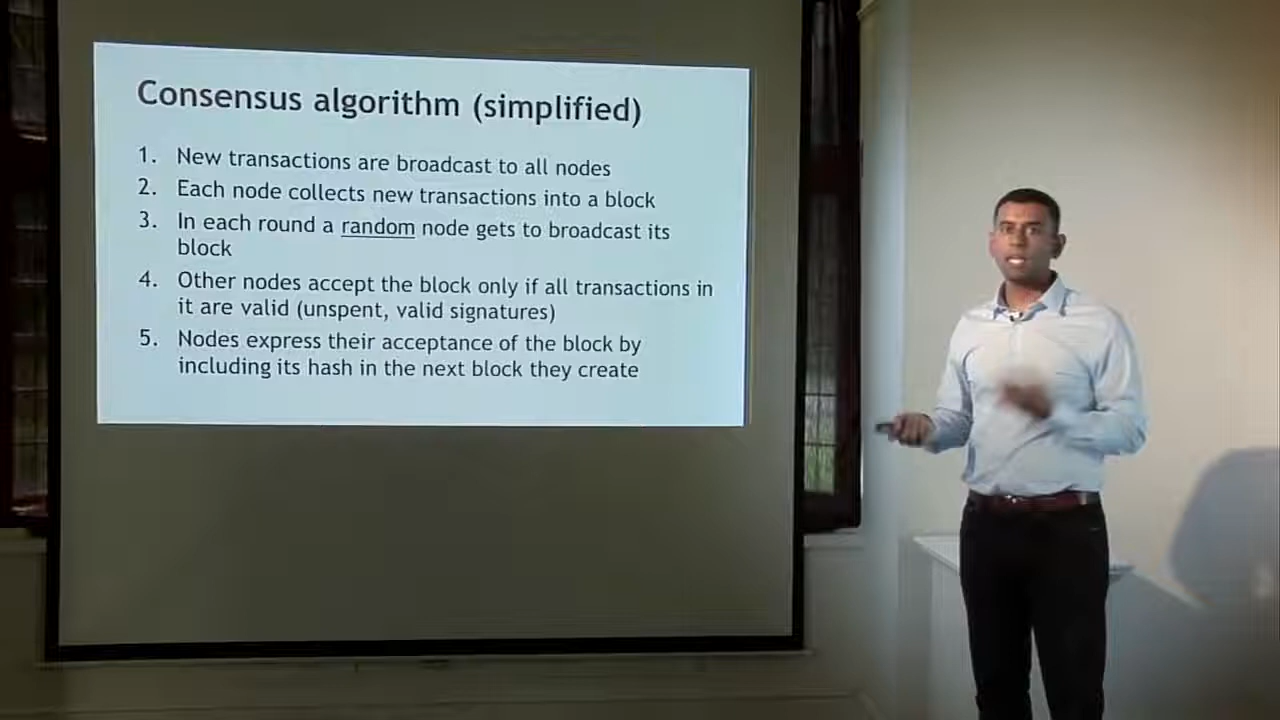 Consensus algorithm (simplified)
1. New transactions are broadcast to all nodes
2. Each node collects new transactions into a block
3. In each round a random node gets to broadcast its
block
4. Other nodes accept the block only if all transactions in
it are valid (unspent, valid signatures)
5. Nodes express their acceptance of the block by
including its hash in the next block they create